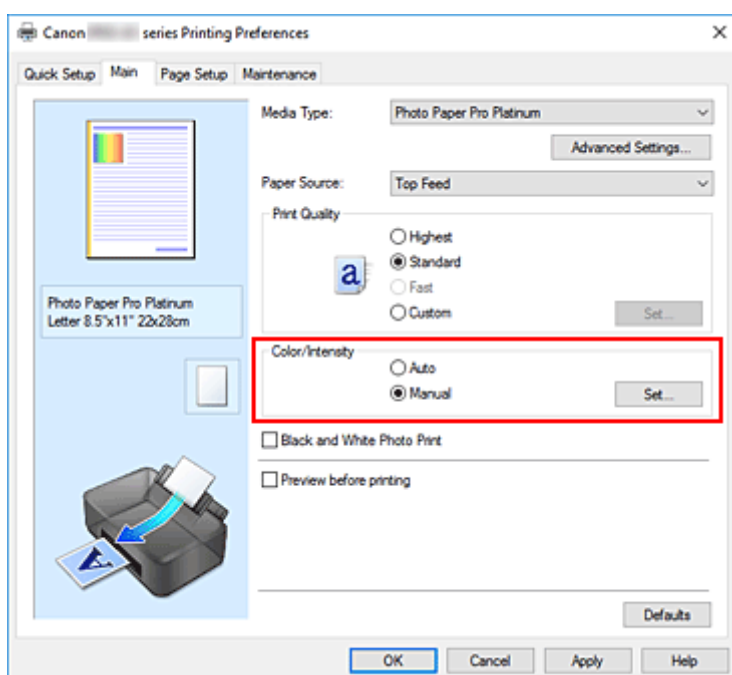 Canon series Printing Preferences
Quick Setup Main Page Setup Maintenance
Media Type: Photo Paper Pro Platinum
Advanced Settings...
Paper Source: Top Feed
Print Quality
Highest
a Standard
Fast
Custom Set...
Photo Paper Pro Platinum
Letter 8.5"x11" 22x28cm
Color/Intensity
Auto
Manual Set...
Black and White Photo Print
Preview before printing
A
Defaults
OK Cancel Apply Help